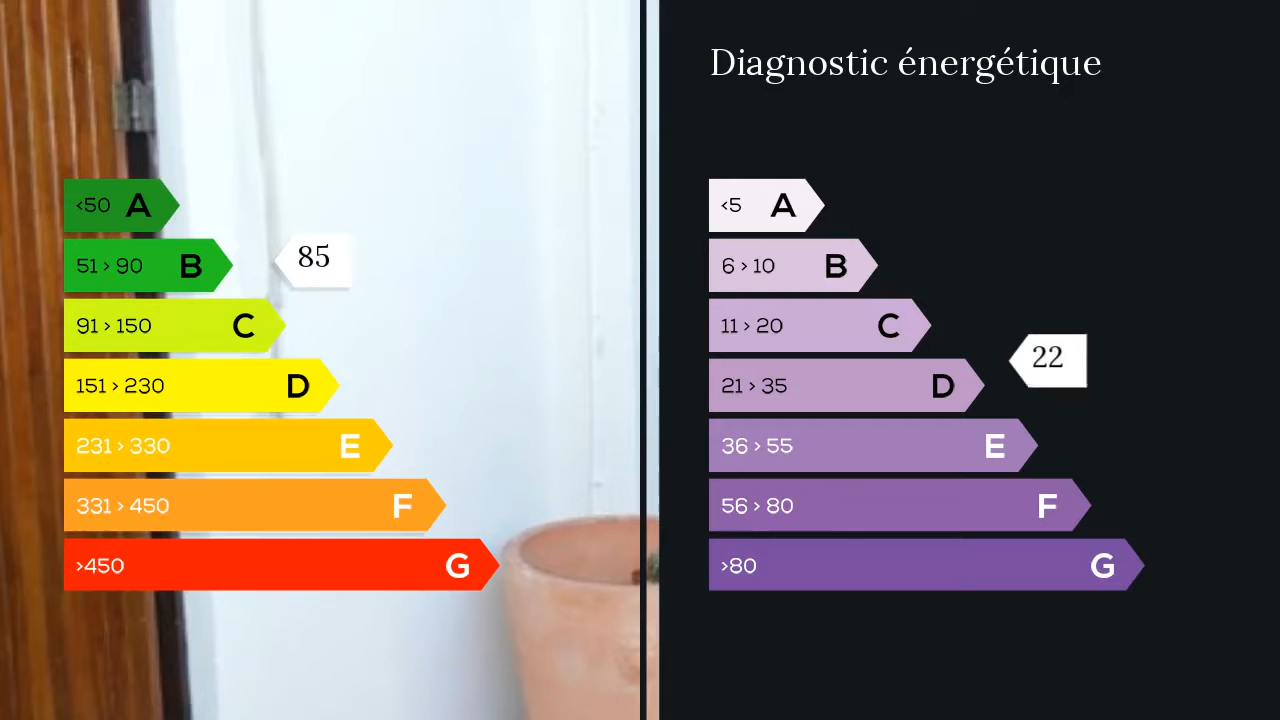 Diagnostic énergétique
<50 A
51 > 90 B
85
91 > 150 C
151 > 230 D
231 > 330 E
331 > 450 F
>450 G
<5 A
6 > 10 B
11 > 20 C
22
21 > 35 D
36 > 55 E
56 > 80 F
>80 G